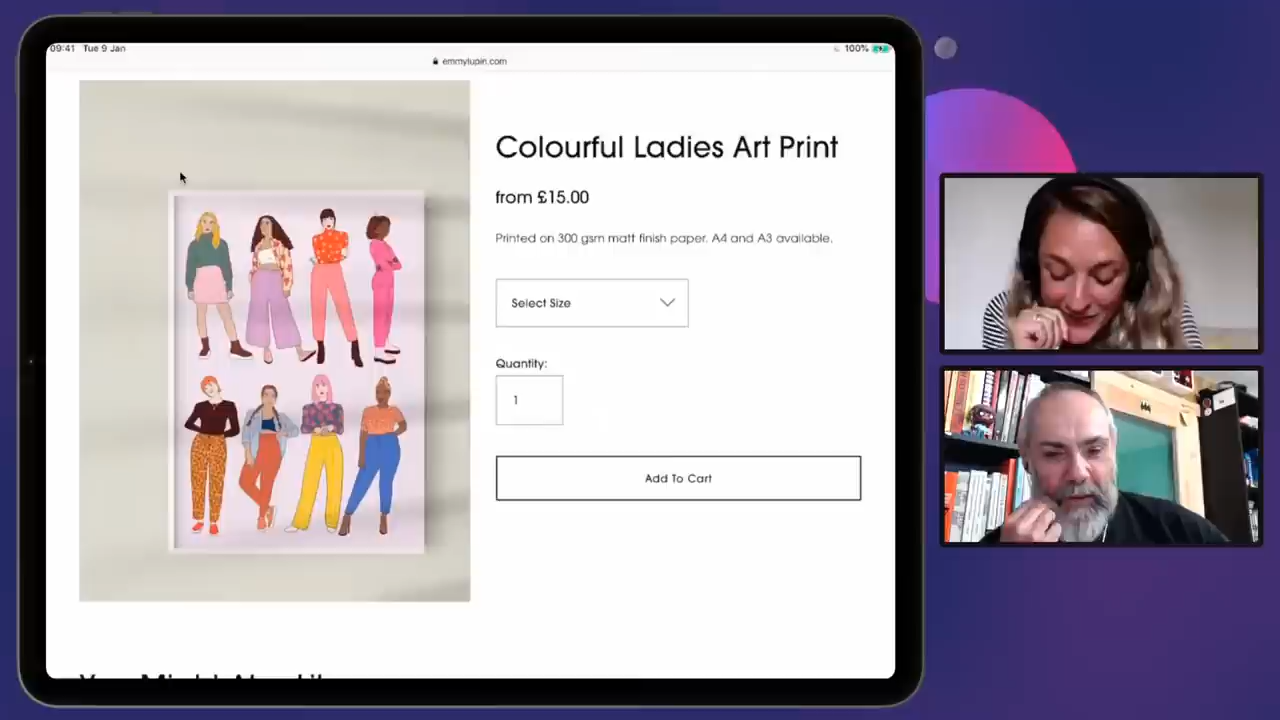 09:41 Tue 9 Jan
100%
emmylupin.com
Colourful Ladies Art Print
from £15.00
Printed on 300 gsm matt finish paper. A4 and A3 available.
Select Size
Quantity:
1
Add To Cart